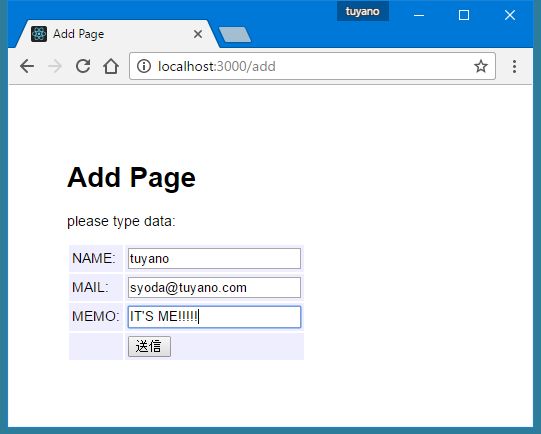 tuyano
Add Page
localhost:3000/add
Add Page
please type data:
NAME: tuyano
MAIL: syoda@tuyano.com
MEMO: IT'S ME!!!!!
送信